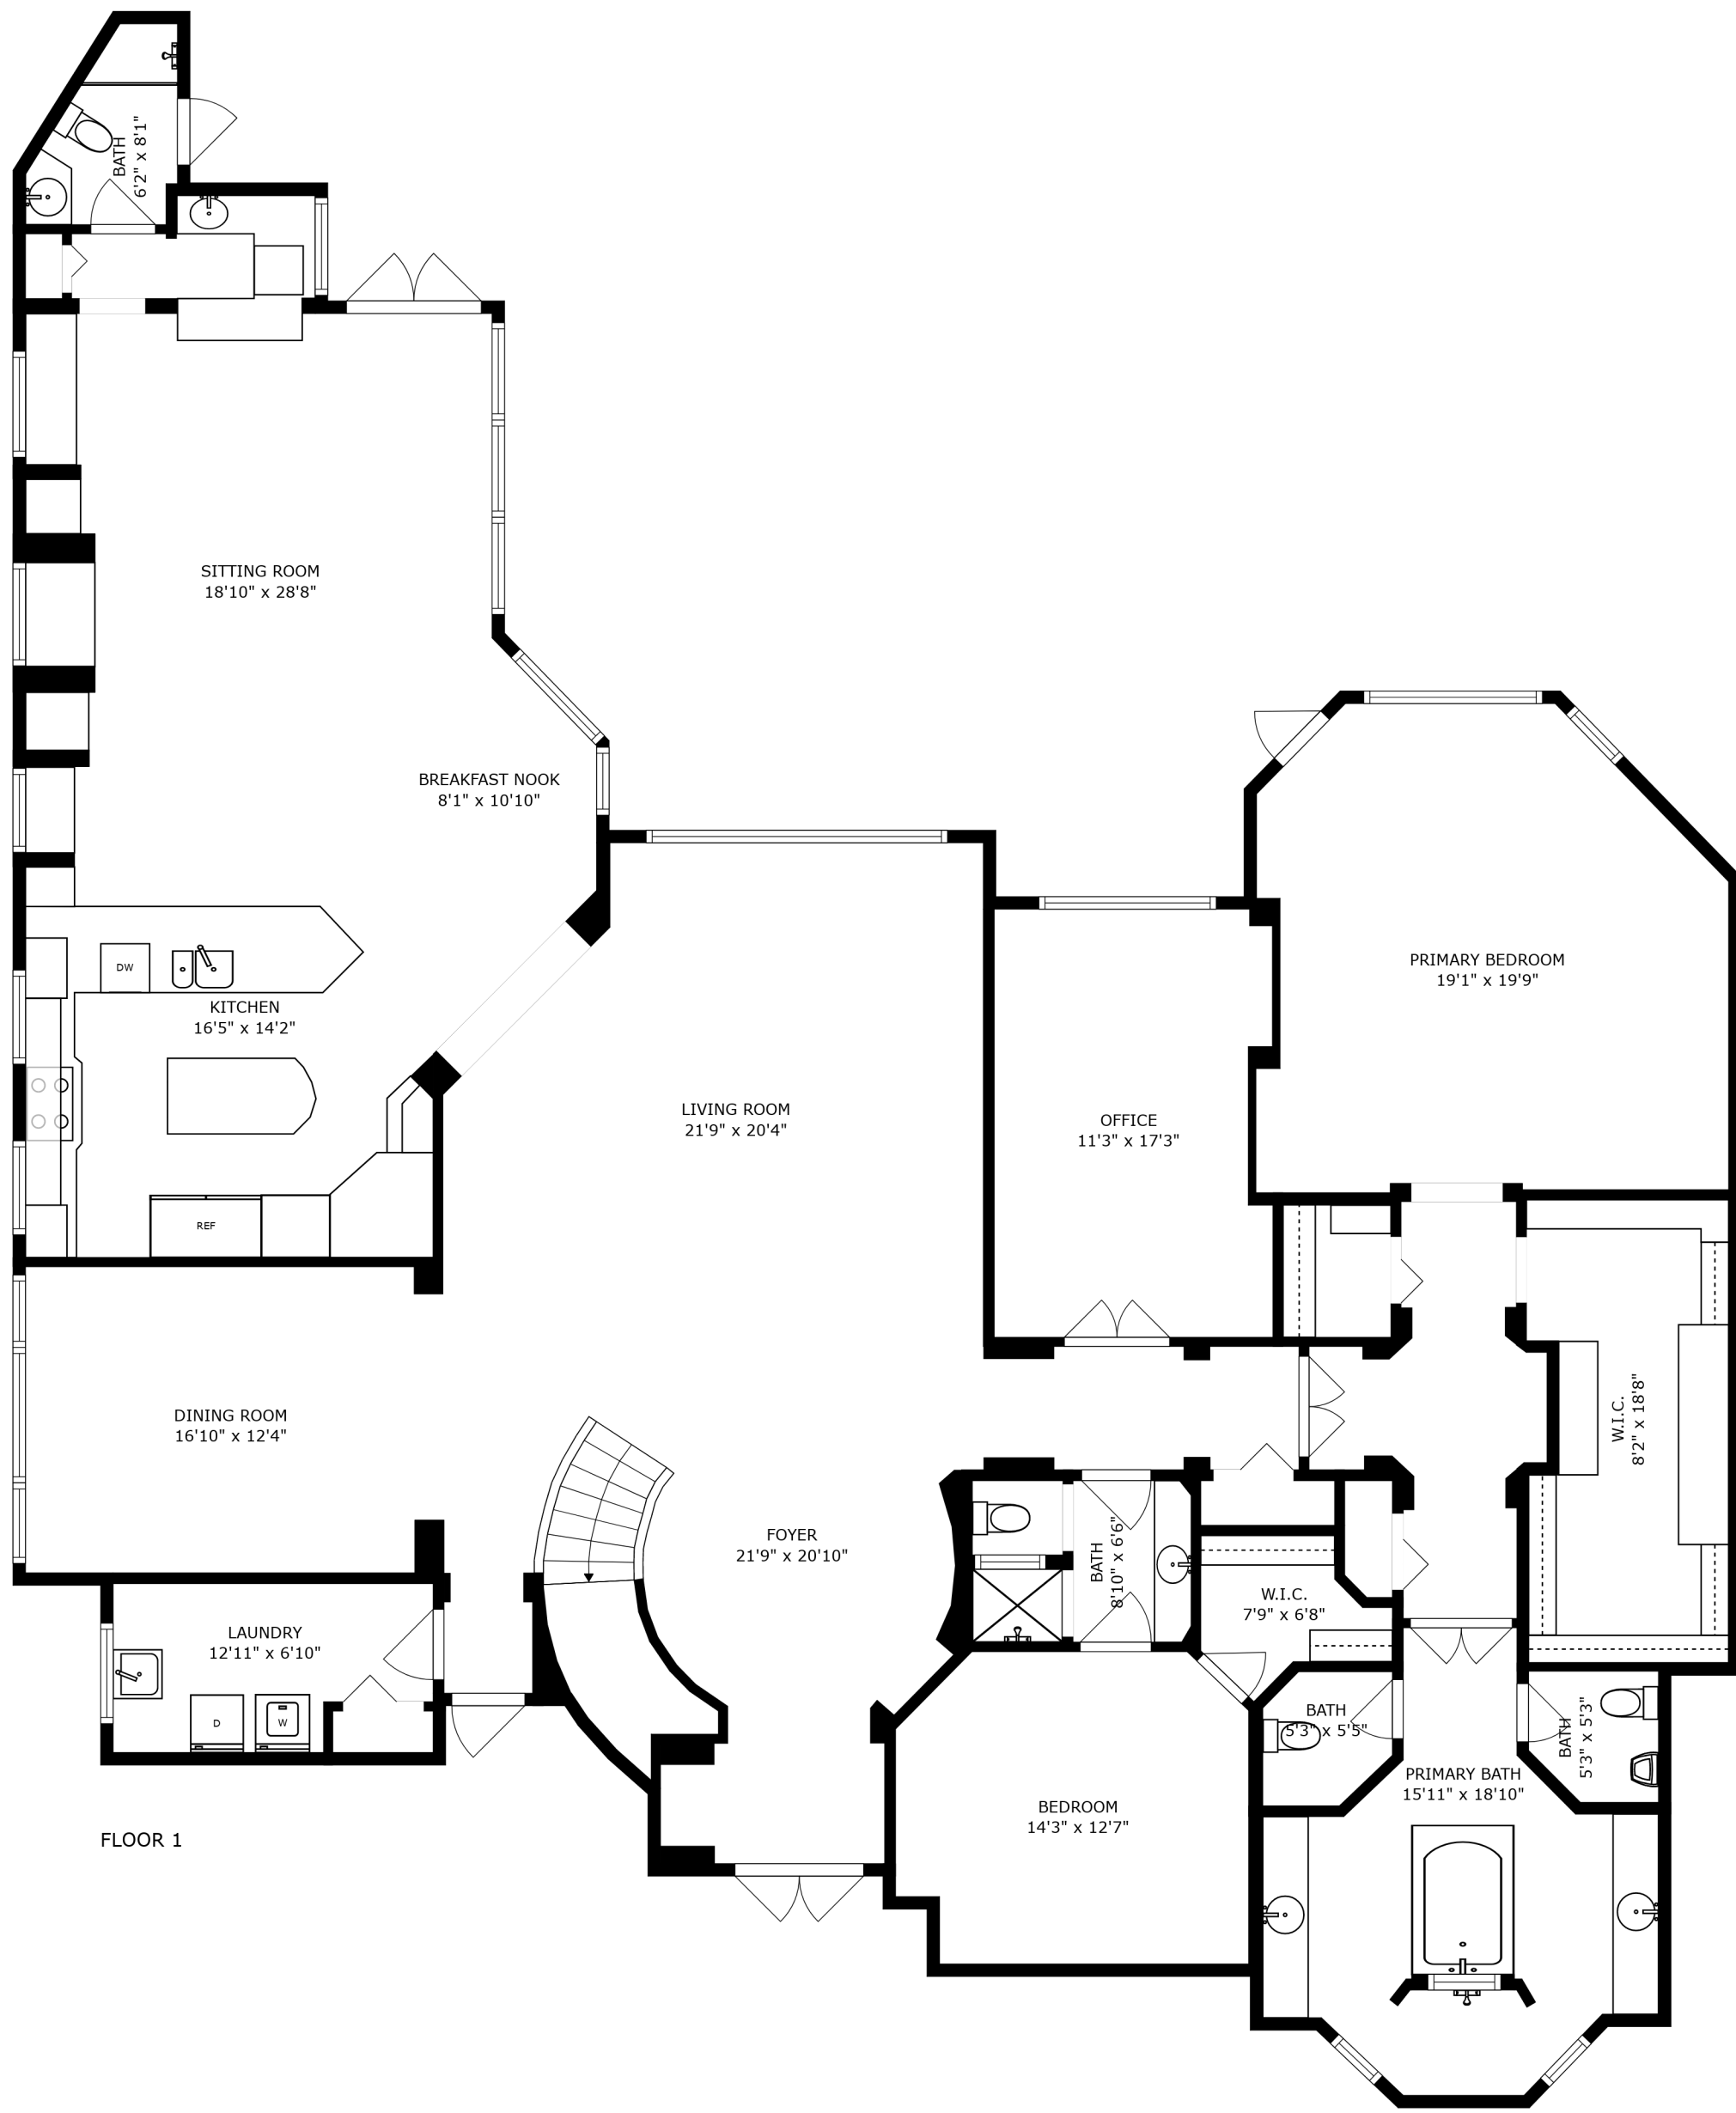 BATH
6'2" x 8'1"
SITTING ROOM
18'10" x 28'8"
BREAKFAST NOOK
8'1" x 10'10"
PRIMARY BEDROOM
19'1" x 19'9"
DW
KITCHEN
16'5" x 14'2"
LIVING ROOM
21'9" x 20'4"
OFFICE
11'3" x 17'3"
REF
DINING ROOM
16'10" x 12'4"
W.I.C.
8'2" x 18'8"
FOYER
21'9" x 20'10"
BATH
8'10" x 6'6"
W.I.C.
7'9" x 6'8"
LAUNDRY
12'11" x 6'10"
D
W
BATH
5'3" x 5'5"
BATH
5'3" x 5'3"
PRIMARY BATH
15'11" x 18'10"
BEDROOM
14'3" x 12'7"
FLOOR 1